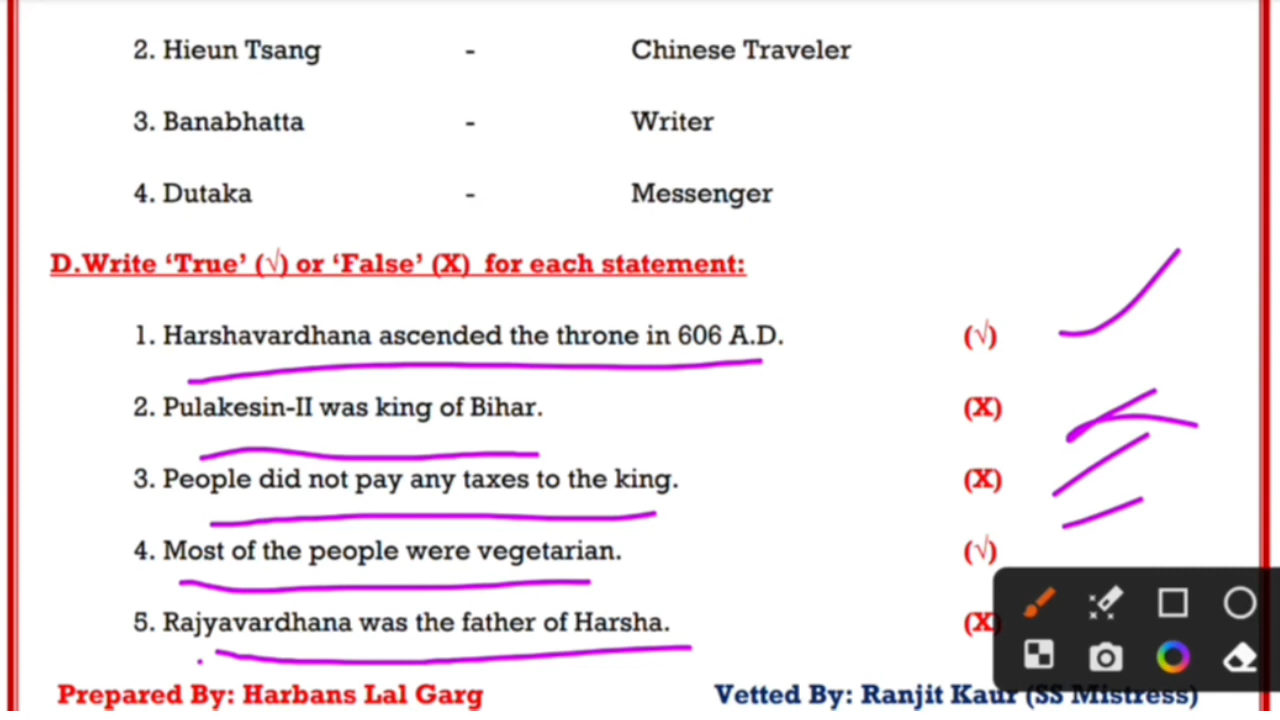 2. Hieun Tsang - Chinese Traveler
3. Banabhatta - Writer
4. Dutaka - Messenger
D.Write ‘True’ (√) or ‘False’ (X) for each statement:
1. Harshavardhana ascended the throne in 606 A.D. (√)
2. Pulakesin-II was king of Bihar. (X)
3. People did not pay any taxes to the king. (X)
4. Most of the people were vegetarian. (√)
5. Rajyavardhana was the father of Harsha. (X)
Prepared By: Harbans Lal Garg Vetted By: Ranjit Kaur (SS Mistress)